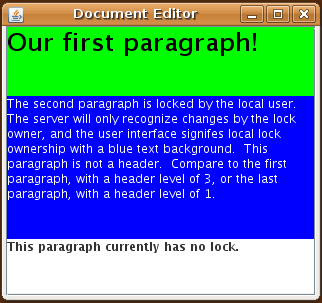 Document Editor
Our first paragraph!
The second paragraph is locked by the local user.
The server will only recognize changes by the lock
owner, and the user interface signifes local lock
ownership with a blue text background.  This
paragraph is not a header.  Compare to the first
paragraph, with a header level of 3, or the last
paragraph, with a header level of 1.
This paragraph currently has no lock.